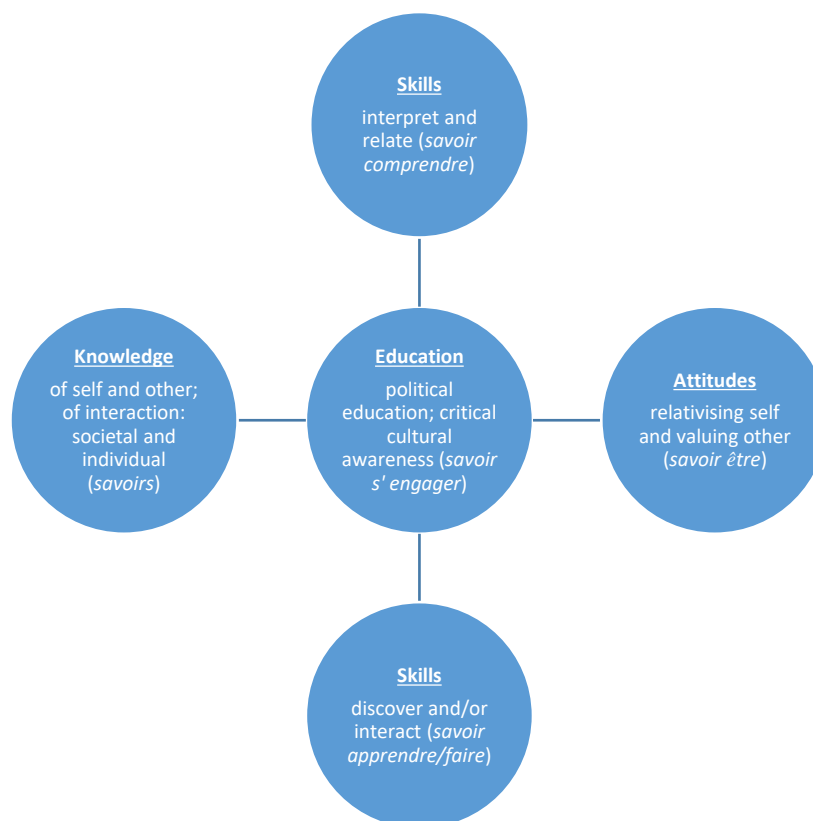 Skills
interpret and
relate (savoir
comprendre)
Knowledge
of self and other;
of interaction:
societal and
individual
(savoirs)
Education
political
education; critical
cultural
awareness (savoir
s' engager)
Attitudes
relativising self
and valuing other
(savoir être)
Skills
discover and/or
interact (savoir
apprendre/faire)